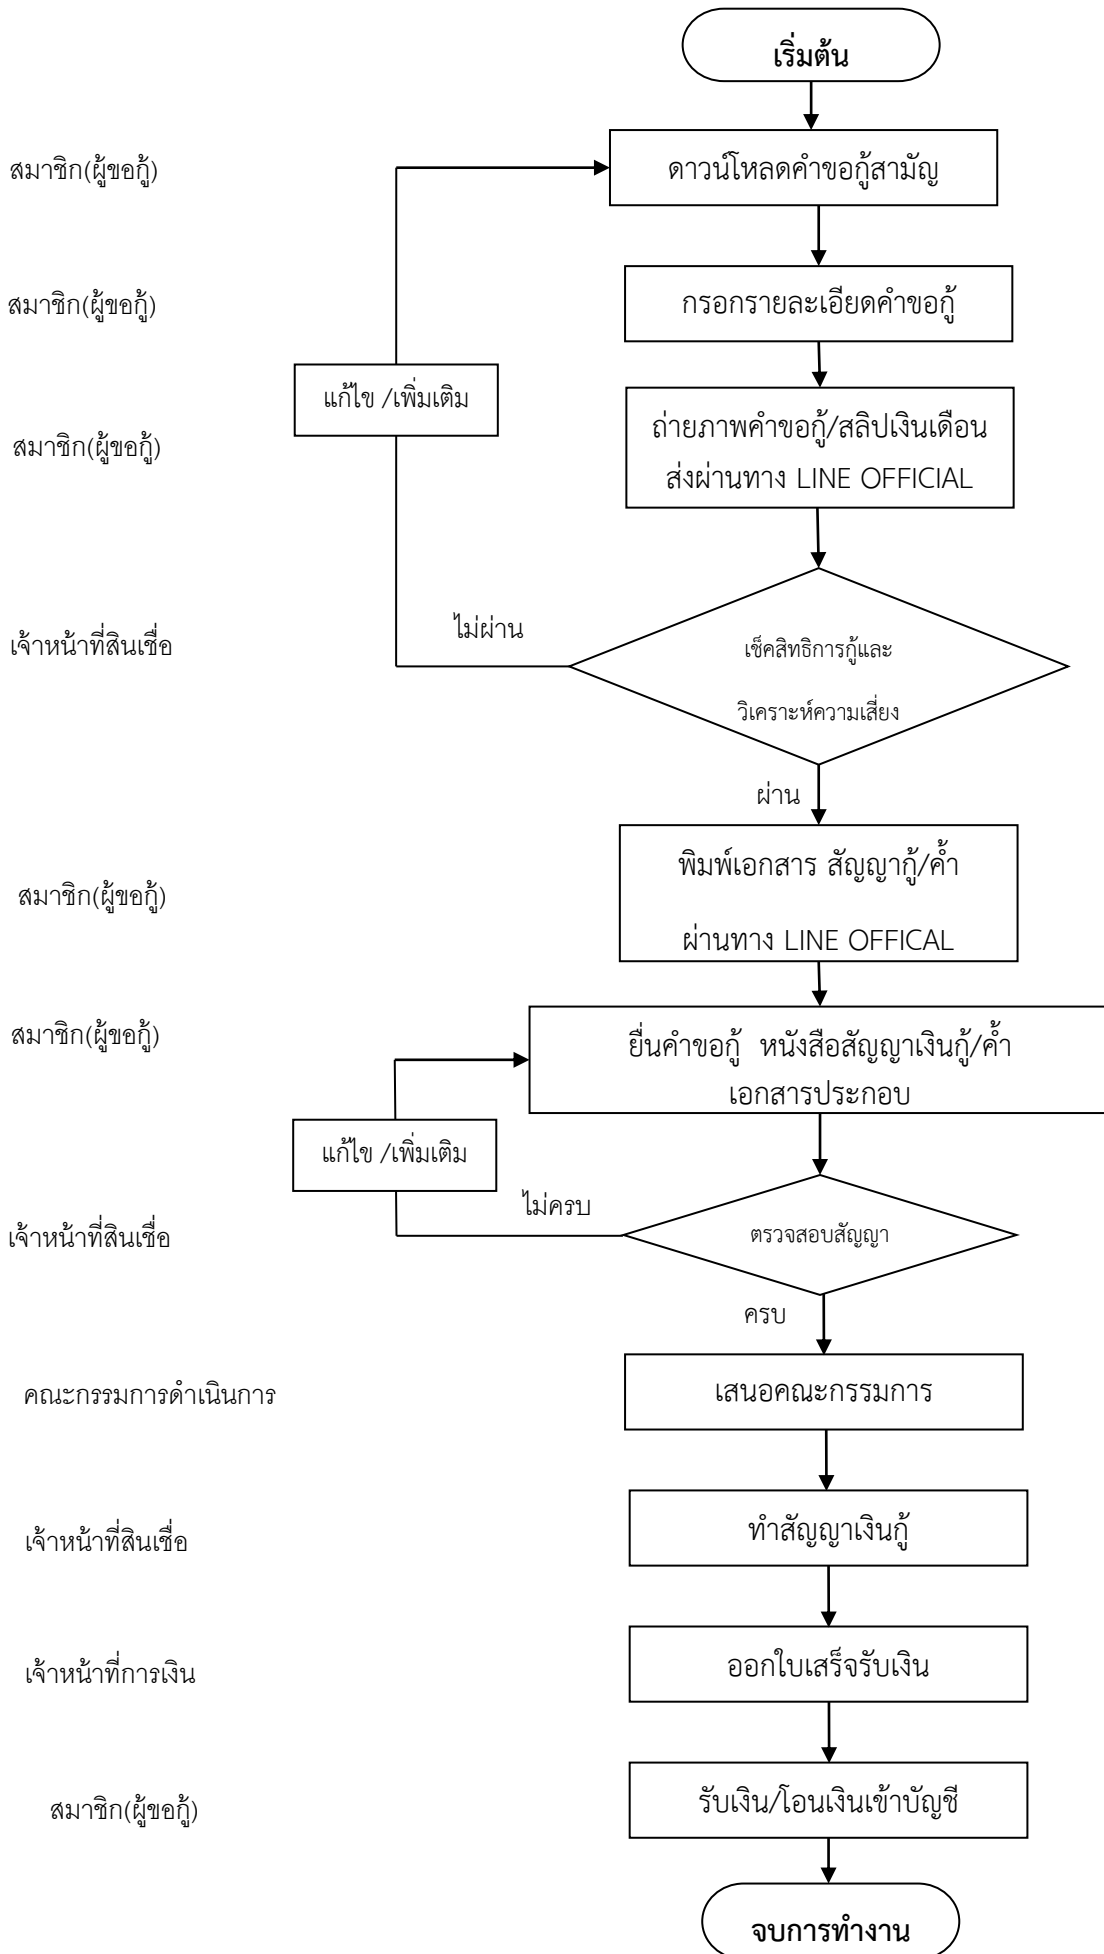 เริ่มต้น
สมาชิก(ผู้ขอกู้)
ดาวน์โหลดคำขอกู้สามัญ
สมาชิก(ผู้ขอกู้)
กรอกรายละเอียดคำขอกู้
แก้ไข /เพิ่มเติม
สมาชิก(ผู้ขอกู้)
ถ่ายภาพคำขอกู้/สลิปเงินเดือน
ส่งผ่านทาง LINE OFFICIAL
เจ้าหน้าที่สินเชื่อ
ไม่ผ่าน
เช็คสิทธิการกู้และ
วิเคราะห์ความเสี่ยง
ผ่าน
สมาชิก(ผู้ขอกู้)
พิมพ์เอกสาร สัญญากู้/ค้ำ
ผ่านทาง LINE OFFICAL
สมาชิก(ผู้ขอกู้)
ยื่นคำขอกู้ หนังสือสัญญาเงินกู้/ค้ำ
เอกสารประกอบ
แก้ไข /เพิ่มเติม
ไม่ครบ
เจ้าหน้าที่สินเชื่อ
ตรวจสอบสัญญา
ครบ
คณะกรรมการดำเนินการ
เสนอคณะกรรมการ
เจ้าหน้าที่สินเชื่อ
ทำสัญญาเงินกู้
เจ้าหน้าที่การเงิน
ออกใบเสร็จรับเงิน
สมาชิก(ผู้ขอกู้)
รับเงิน/โอนเงินเข้าบัญชี
จบการทำงาน